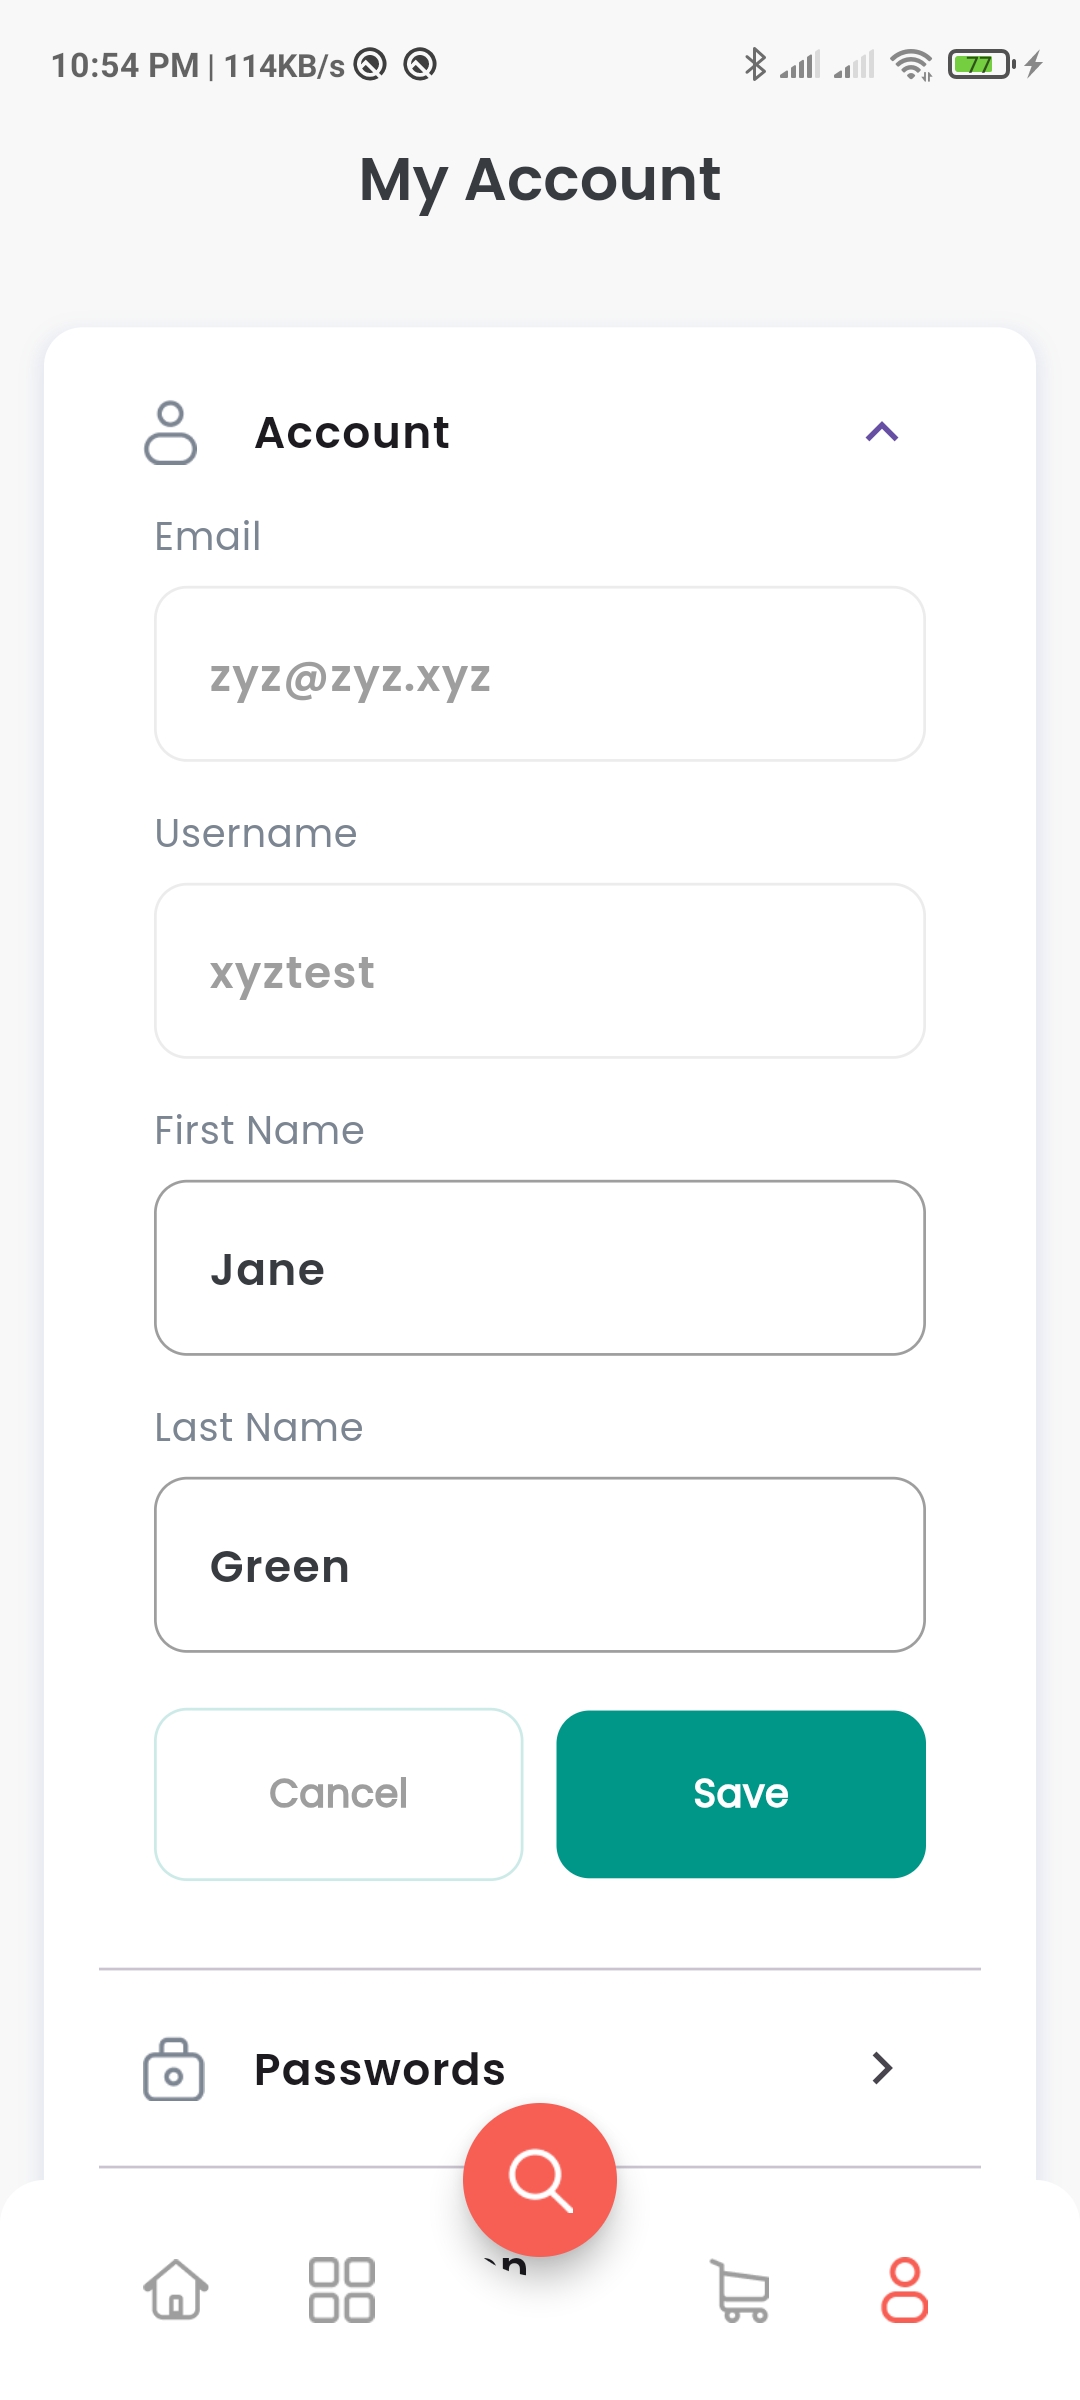 10:54 PM | 114KB/s
77
My Account
Account
Email
zyz@zyz.xyz
Username
xyztest
First Name
Jane
Last Name
Green
Cancel Save
Passwords